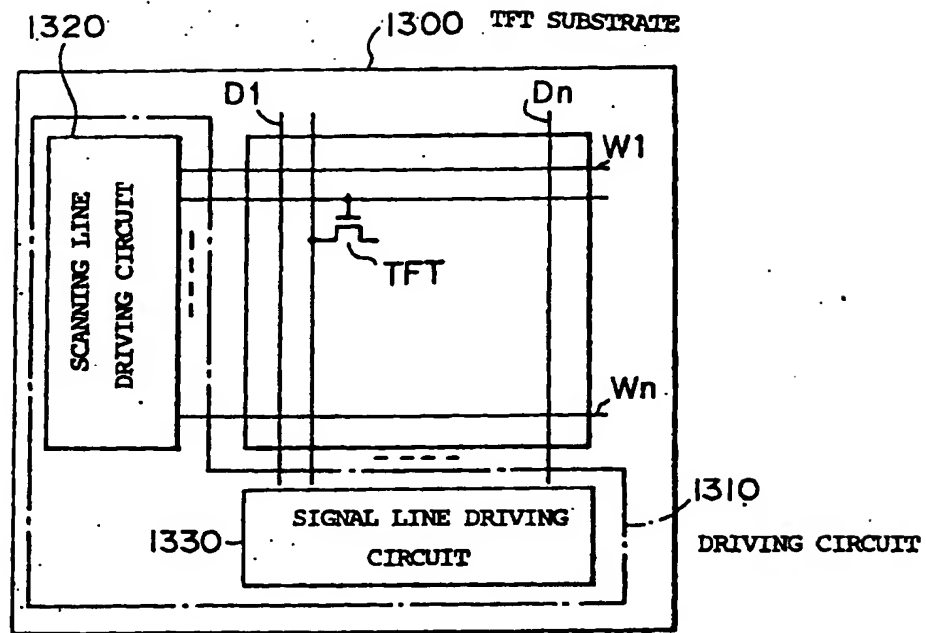 1320
1300 TFT SUBSTRATE
D1
Dn
W1
SCANNING LINE
DRIVING CIRCUIT
TFT
Wn
1310
DRIVING CIRCUIT
1330
SIGNAL LINE DRIVING
CIRCUIT